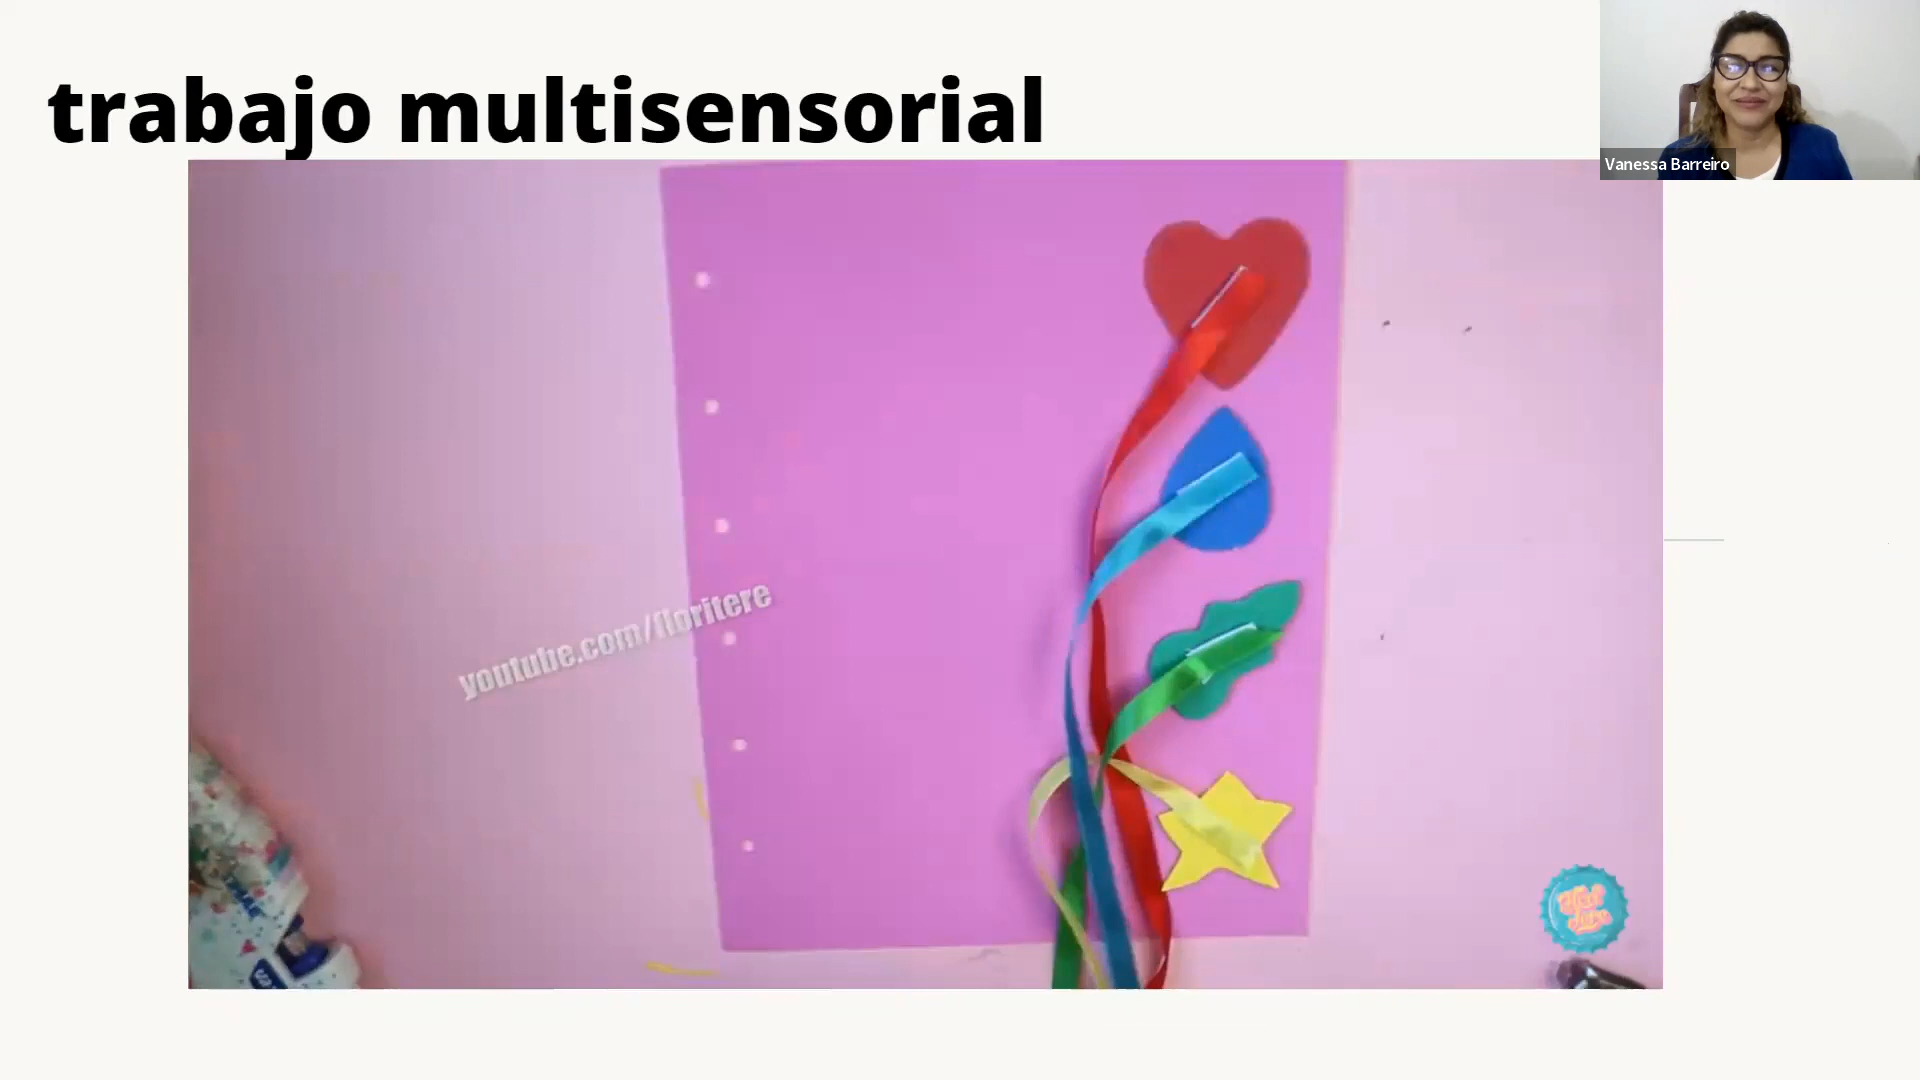 trabajo multisensorial
Vanessa Barreiro
youtube.com/floritere